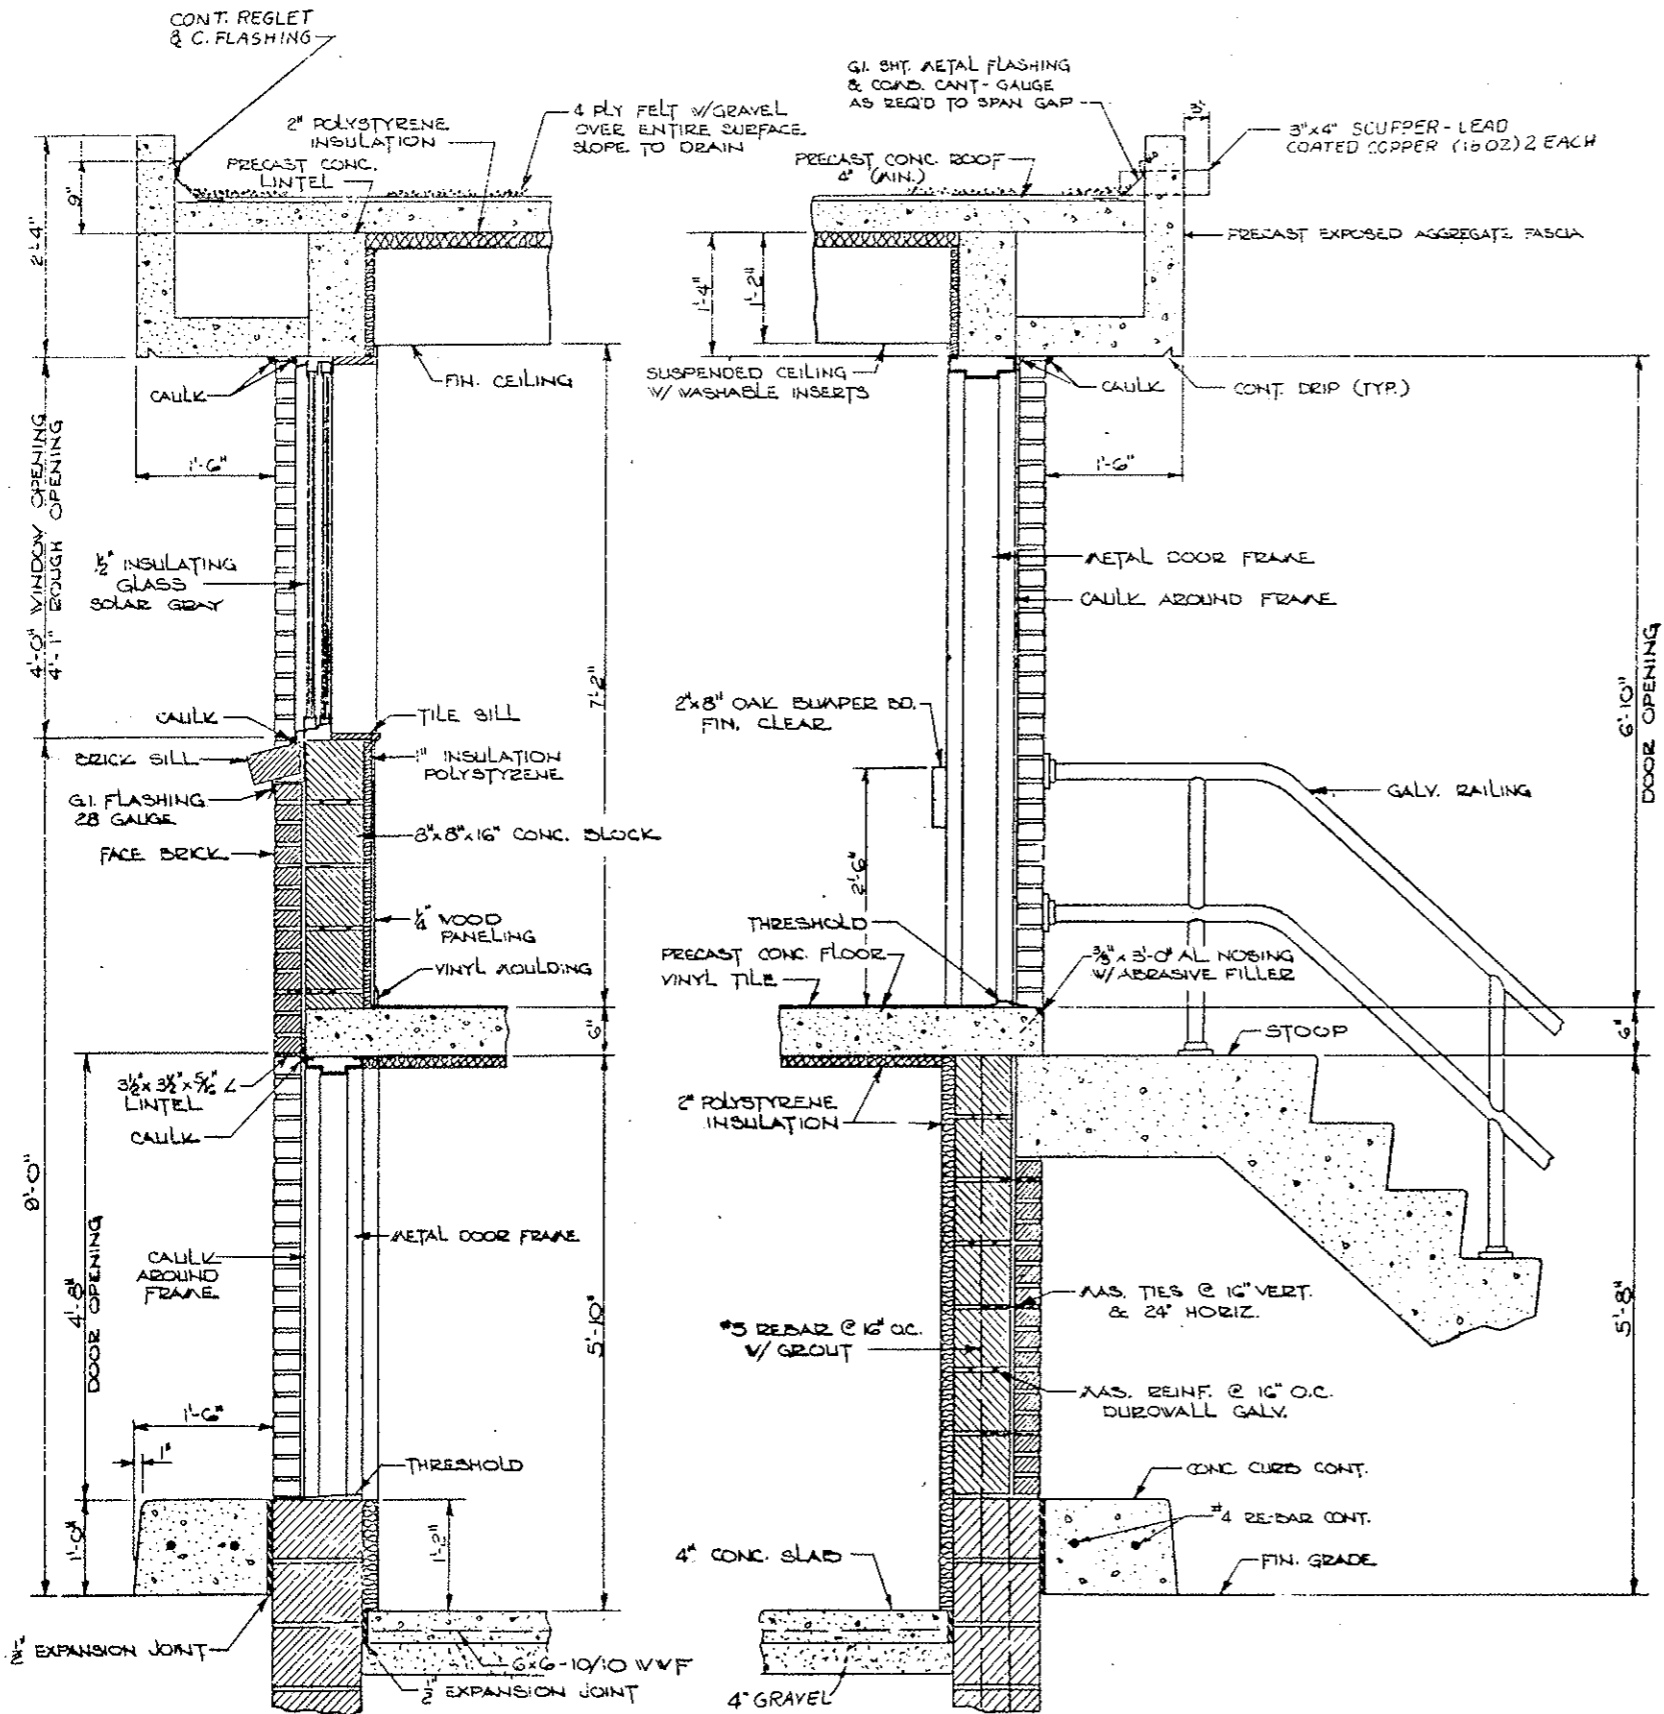 CONT. REGLET
& C. FLASHING
2" POLYSTYRENE
INSULATION
PRECAST CONC.
LINTEL
4 PLY FELT W/GRAVEL
OVER ENTIRE SURFACE
SLOPE TO DRAIN
9"
2'-4"
CAULK
FIN. CEILING
1'-6"
4'-0" WINDOW OPENING
4'-1" ROUGH OPENING
1/2" INSULATING
GLASS
SOLAR GRAY
7'-2"
CAULK
TILE SILL
BRICK SILL
1" INSULATION
POLYSTYRENE
G.I. FLASHING
28 GAUGE
8"x8"x16" CONC. BLOCK
FACE BRICK
1/4" WOOD
PANELING
VINYL MOULDING
6"
3 1/2" x 3 1/2" x 5/16" L
LINTEL
CAULK
METAL DOOR FRAME
CAULK
AROUND
FRAME
4'-8"
DOOR OPENING
5'-10"
1'-6"
1"
THRESHOLD
1'-0"
1'-2"
EXPANSION JOINT
6x6-10/10 WWF
1/2" EXPANSION JOINT
G.I. SHT. METAL FLASHING
& CONT. CANT-GAUGE
AS REQ'D TO SPAN GAP
3"x4" SCUPPER-LEAD
COATED COPPER (16 OZ) 2 EACH
PRECAST CONC. ROOF
4" (MIN.)
PRECAST EXPOSED AGGREGATE FASCIA
1'-4"
1'-2"
SUSPENDED CEILING
W/ WASHABLE INSERTS
CAULK
CONT. DRIP (TYP.)
1'-6"
METAL DOOR FRAME
CAULK AROUND FRAME
6'-10"
DOOR OPENING
2"x8" OAK BUMPER BD.
FIN. CLEAR
GALV. RAILING
2'-6"
THRESHOLD
PRECAST CONC. FLOOR
VINYL TILE
3/8" x 3'-0" AL NOSING
W/ABRASIVE FILLER
STOOP
6"
2" POLYSTYRENE
INSULATION
MAS. TIES @ 16" VERT.
& 24" HORIZ.
#5 REBAR @ 16" O.C.
W/ GROUT
5'-8"
MAS. REINF. @ 16" O.C.
DUROWALL GALV.
CONC CURB CONT.
#4 RE-BAR CONT.
4" CONC. SLAB
FIN. GRADE
4" GRAVEL